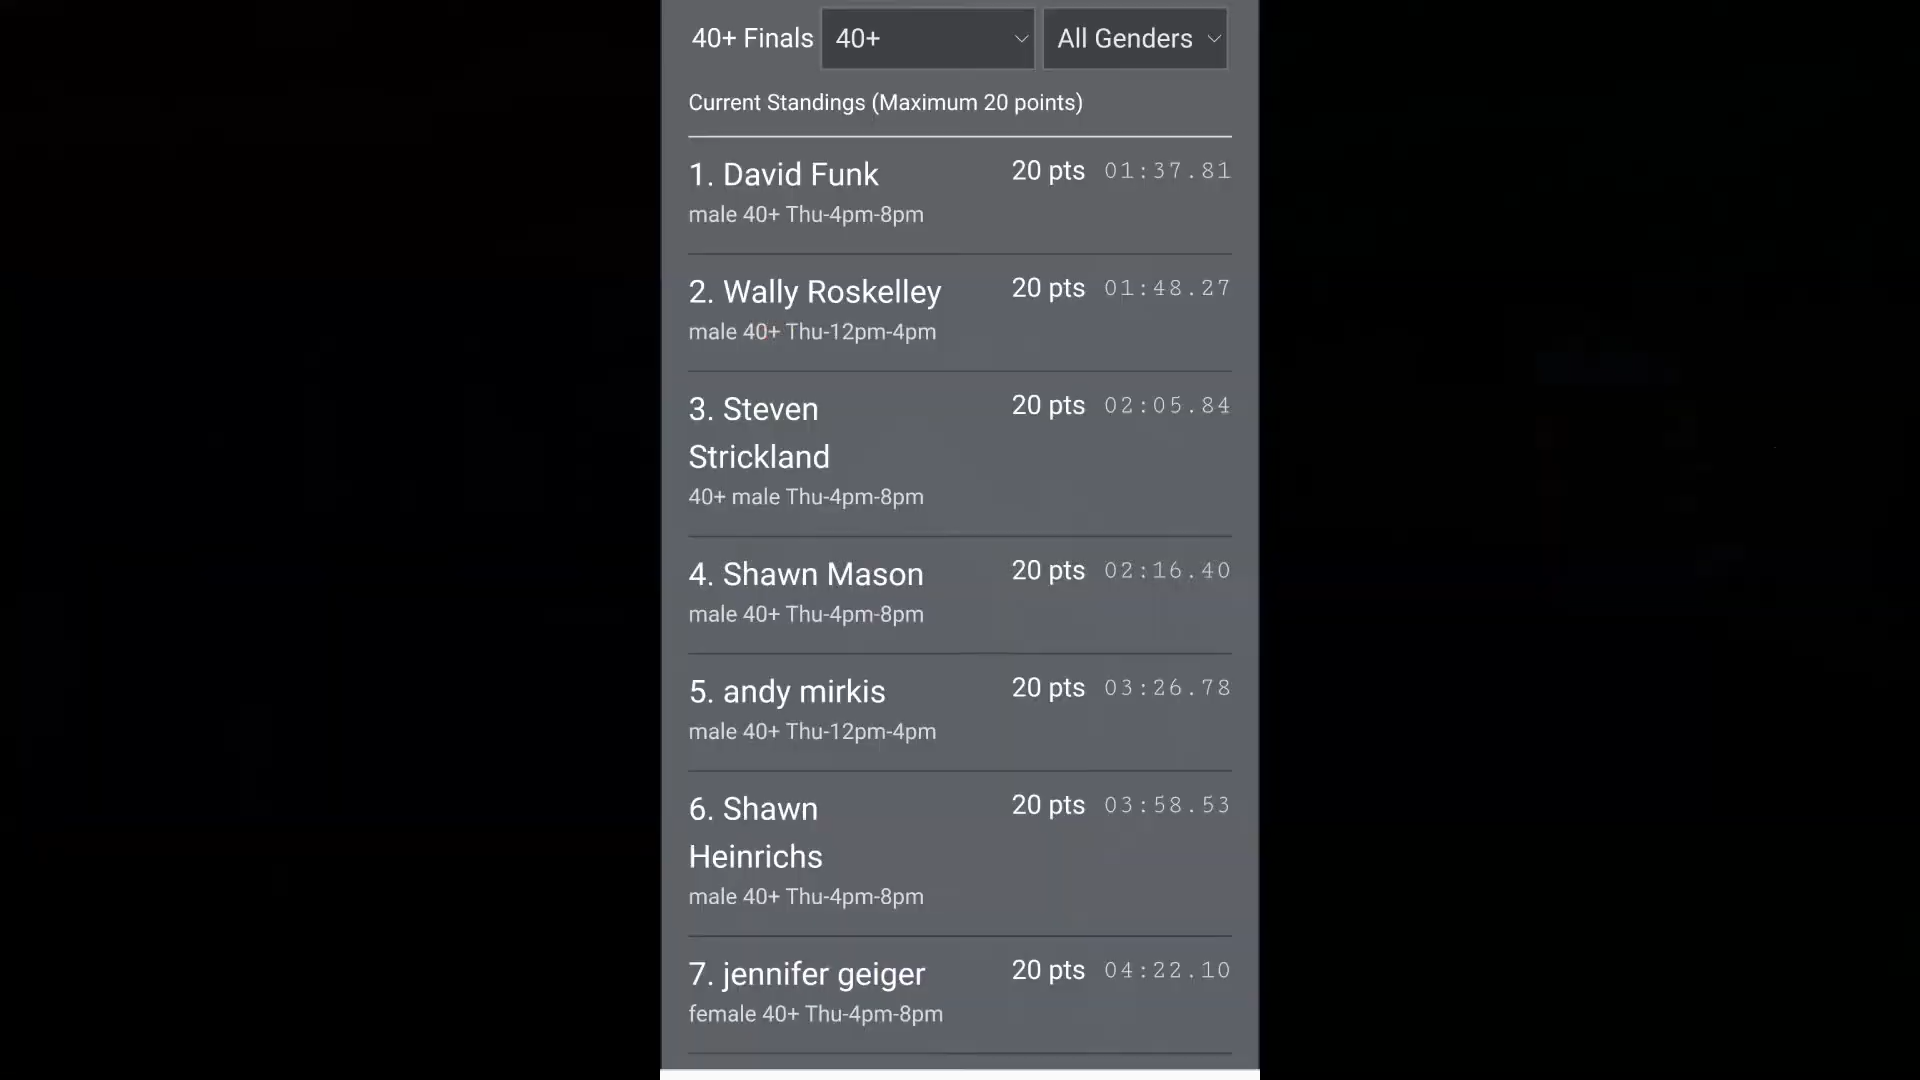 40+ Finals 40+ All Genders
Current Standings (Maximum 20 points)
1. David Funk 20 pts 01:37.81
male 40+ Thu-4pm-8pm
2. Wally Roskelley 20 pts 01:48.27
male 40+ Thu-12pm-4pm
3. Steven 20 pts 02:05.84
Strickland
40+ male Thu-4pm-8pm
4. Shawn Mason 20 pts 02:16.40
male 40+ Thu-4pm-8pm
5. andy mirkis 20 pts 03:26.78
male 40+ Thu-12pm-4pm
6. Shawn 20 pts 03:58.53
Heinrichs
male 40+ Thu-4pm-8pm
7. jennifer geiger 20 pts 04:22.10
female 40+ Thu-4pm-8pm